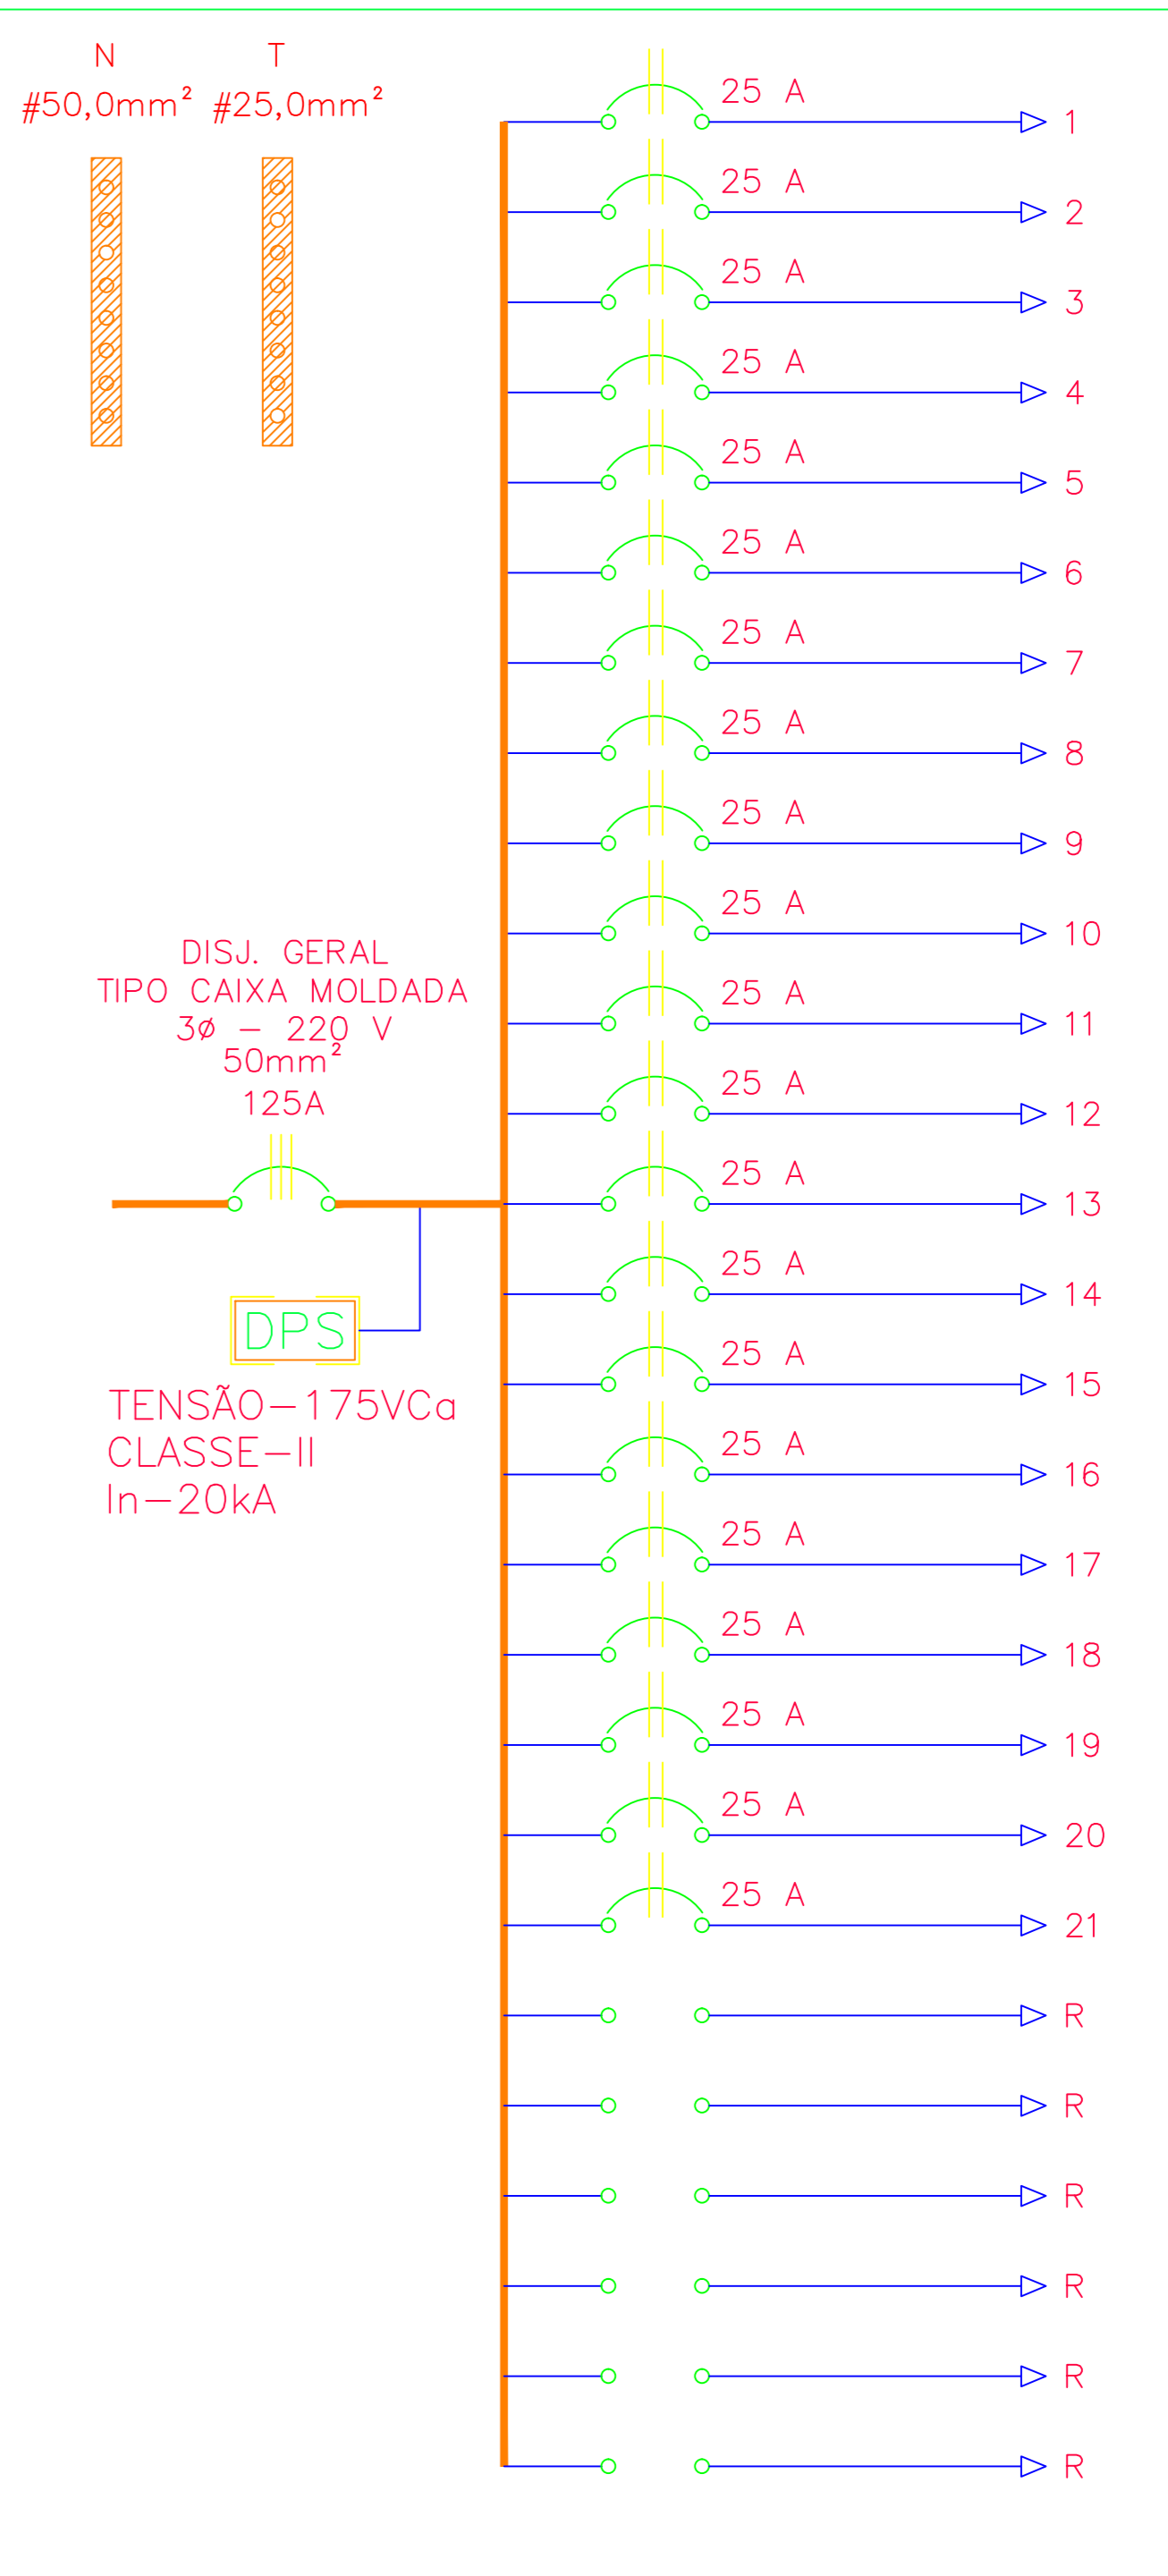 N T
#50,0mm² #25,0mm²
25 A
1
25 A
2
25 A
3
25 A
4
25 A
5
25 A
6
25 A
7
25 A
8
25 A
9
25 A
10
DISJ. GERAL
TIPO CAIXA MOLDADA
3ø - 220 V
50mm²
125A
25 A
11
25 A
12
25 A
13
25 A
14
DPS
TENSÃO-175VCa
CLASSE-II
In-20kA
25 A
15
25 A
16
25 A
17
25 A
18
25 A
19
25 A
20
25 A
21
R
R
R
R
R
R